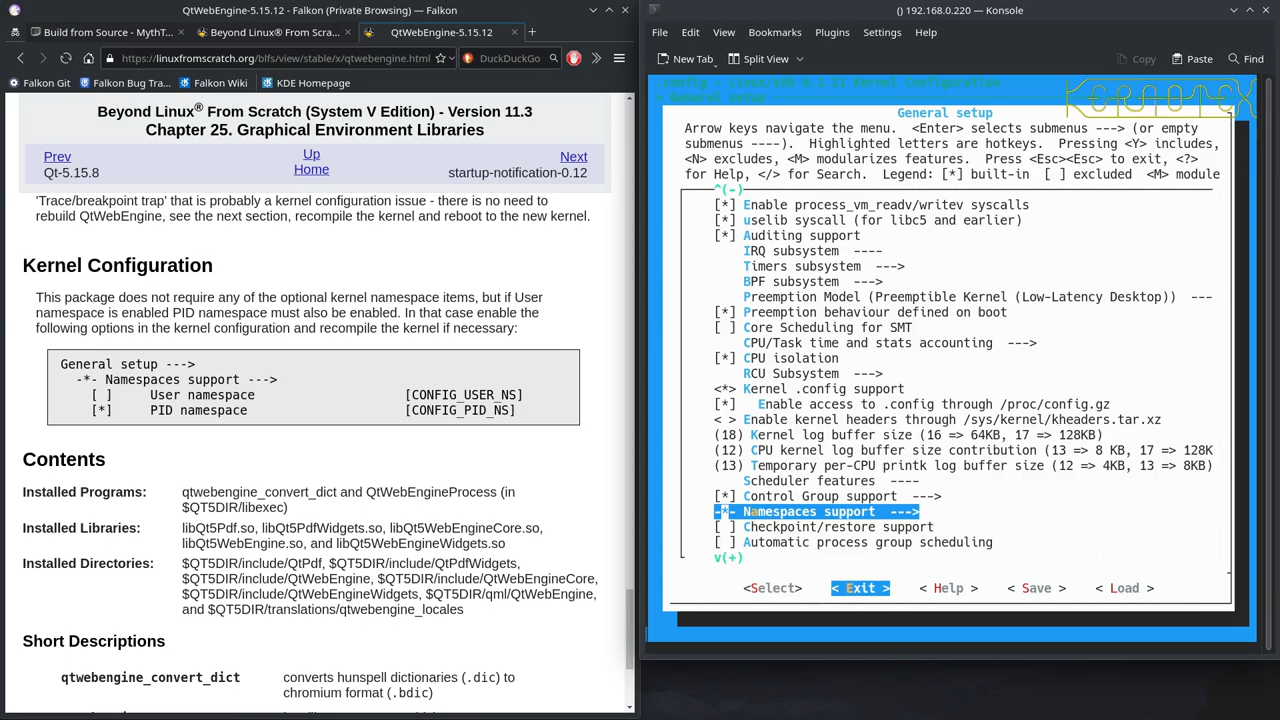 QtWebEngine-5.15.12 - Falkon (Private Browsing) — Falkon
Build from Source - MythT...
Beyond Linux® From Scra...
QtWebEngine-5.15.12
https://linuxfromscratch.org/blfs/view/stable/x/qtwebengine.html
DuckDuckGo
Falkon Git
Falkon Bug Tra...
Falkon Wiki
KDE Homepage
Beyond Linux® From Scratch (System V Edition) - Version 11.3
Chapter 25. Graphical Environment Libraries
Prev
Up
Next
Qt-5.15.8
Home
startup-notification-0.12
'Trace/breakpoint trap' that is probably a kernel configuration issue - there is no need to
rebuild QtWebEngine, see the next section, recompile the kernel and reboot to the new kernel.
Kernel Configuration
This package does not require any of the optional kernel namespace items, but if User
namespace is enabled PID namespace must also be enabled. In that case enable the
following options in the kernel configuration and recompile the kernel if necessary:
General setup --->
-*- Namespaces support --->
[ ] User namespace [CONFIG_USER_NS]
[*] PID namespace [CONFIG_PID_NS]
Contents
Installed Programs: qtwebengine_convert_dict and QtWebEngineProcess (in
$QT5DIR/libexec)
Installed Libraries: libQt5Pdf.so, libQt5PdfWidgets.so, libQt5WebEngineCore.so,
libQt5WebEngine.so, and libQt5WebEngineWidgets.so
Installed Directories: $QT5DIR/include/QtPdf, $QT5DIR/include/QtPdfWidgets,
$QT5DIR/include/QtWebEngine, $QT5DIR/include/QtWebEngineCore,
$QT5DIR/include/QtWebEngineWidgets, $QT5DIR/qml/QtWebEngine,
and $QT5DIR/translations/qtwebengine_locales
Short Descriptions
qtwebengine_convert_dict converts hunspell dictionaries (.dic) to
chromium format (.bdic)
() 192.168.0.220 — Konsole
File Edit View Bookmarks Plugins Settings Help
New Tab
Split View
Copy
Paste
Find
.config - Linux/x86 6.1.11 Kernel Configuration
> General setup
KERNOTEX
General setup
Arrow keys navigate the menu. <Enter> selects submenus ---> (or empty
submenus ----). Highlighted letters are hotkeys. Pressing <Y> includes,
<N> excludes, <M> modularizes features. Press <Esc><Esc> to exit, <?>
for Help, </> for Search. Legend: [*] built-in [ ] excluded <M> module
^(-)
[*] Enable process_vm_readv/writev syscalls
[*] uselib syscall (for libc5 and earlier)
[*] Auditing support
IRQ subsystem ----
Timers subsystem --->
BPF subsystem --->
Preemption Model (Preemptible Kernel (Low-Latency Desktop)) ---
[*] Preemption behaviour defined on boot
[ ] Core Scheduling for SMT
CPU/Task time and stats accounting --->
[*] CPU isolation
RCU Subsystem --->
<*> Kernel .config support
[*] Enable access to .config through /proc/config.gz
< > Enable kernel headers through /sys/kernel/kheaders.tar.xz
(18) Kernel log buffer size (16 => 64KB, 17 => 128KB)
(12) CPU kernel log buffer size contribution (13 => 8 KB, 17 => 128K
(13) Temporary per-CPU printk log buffer size (12 => 4KB, 13 => 8KB)
Scheduler features ----
[*] Control Group support --->
-*- Namespaces support --->
[ ] Checkpoint/restore support
[ ] Automatic process group scheduling
v(+)
<Select> < Exit > < Help > < Save > < Load >